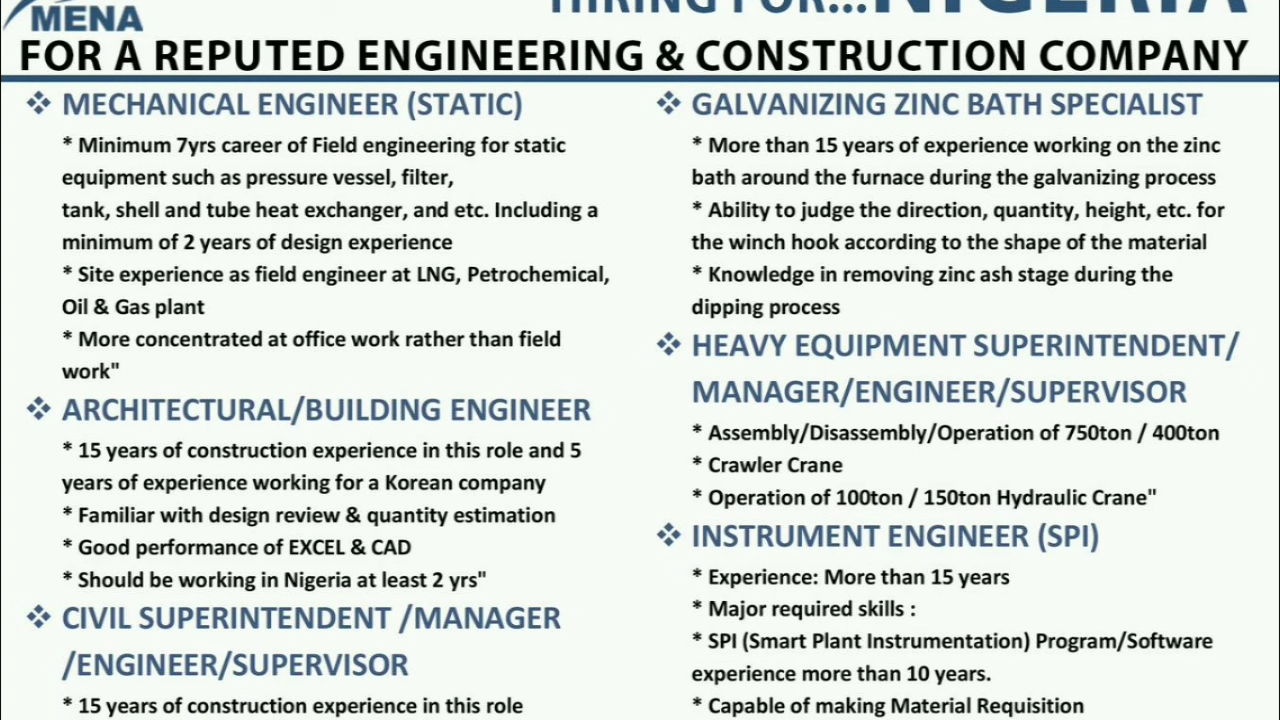 MENA
HIRING FOR...NIGERIA
FOR A REPUTED ENGINEERING & CONSTRUCTION COMPANY
❖ MECHANICAL ENGINEER (STATIC)
* Minimum 7yrs career of Field engineering for static
equipment such as pressure vessel, filter,
tank, shell and tube heat exchanger, and etc. Including a
minimum of 2 years of design experience
* Site experience as field engineer at LNG, Petrochemical,
Oil & Gas plant
* More concentrated at office work rather than field
work"
❖ ARCHITECTURAL/BUILDING ENGINEER
* 15 years of construction experience in this role and 5
years of experience working for a Korean company
* Familiar with design review & quantity estimation
* Good performance of EXCEL & CAD
* Should be working in Nigeria at least 2 yrs"
❖ CIVIL SUPERINTENDENT /MANAGER
/ENGINEER/SUPERVISOR
* 15 years of construction experience in this role
❖ GALVANIZING ZINC BATH SPECIALIST
* More than 15 years of experience working on the zinc
bath around the furnace during the galvanizing process
* Ability to judge the direction, quantity, height, etc. for
the winch hook according to the shape of the material
* Knowledge in removing zinc ash stage during the
dipping process
❖ HEAVY EQUIPMENT SUPERINTENDENT/
MANAGER/ENGINEER/SUPERVISOR
* Assembly/Disassembly/Operation of 750ton / 400ton
* Crawler Crane
* Operation of 100ton / 150ton Hydraulic Crane"
❖ INSTRUMENT ENGINEER (SPI)
* Experience: More than 15 years
* Major required skills :
* SPI (Smart Plant Instrumentation) Program/Software
experience more than 10 years.
* Capable of making Material Requisition